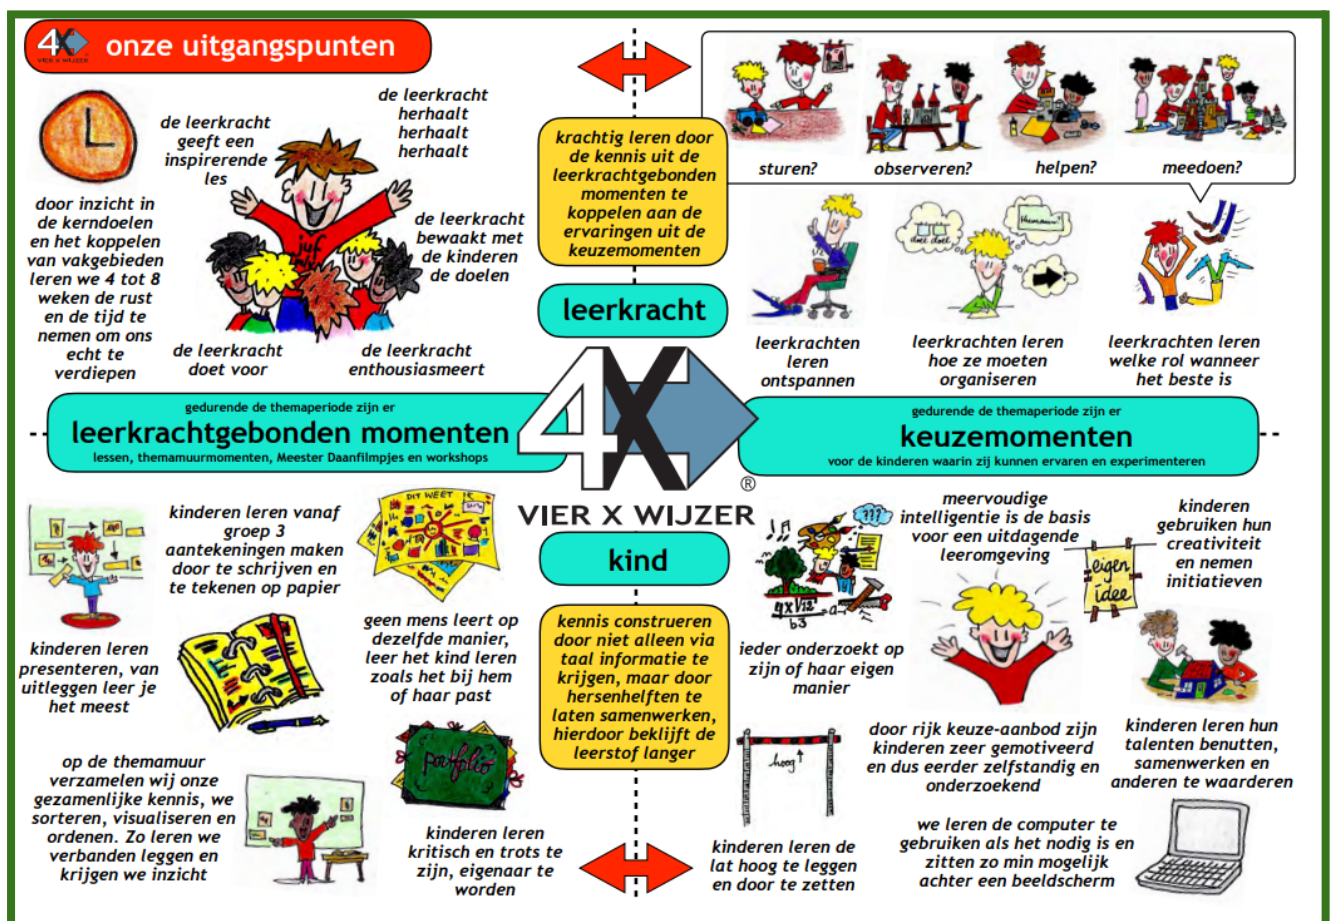 4X
VIER X WIJZER
onze uitgangspunten
door inzicht in
de kerndoelen
en het koppelen
van vakgebieden
leren we 4 tot 8
weken de rust
en de tijd te
nemen om ons
echt te
verdiepen
de leerkracht
geeft een
inspirerende
les
de leerkracht
herhaalt
herhaalt
herhaalt
juf
de leerkracht
bewaakt met
de kinderen
de doelen
de leerkracht
doet voor
de leerkracht
enthousiasmeert
krachtig leren door
de kennis uit de
leerkrachtgebonden
momenten te
koppelen aan de
ervaringen uit de
keuzemomenten
leerkracht
sturen?
observeren?
helpen?
meedoen?
leerkrachten
leren
ontspannen
doel doel
leerkrachten leren
hoe ze moeten
organiseren
leerkrachten leren
welke rol wanneer
het beste is
gedurende de themaperiode zijn er
leerkrachtgebonden momenten
lessen, themamuurmomenten, Meester Daanfilmpjes en workshops
4X
®
VIER X WIJZER
gedurende de themaperiode zijn er
keuzemomenten
voor de kinderen waarin zij kunnen ervaren en experimenteren
kind
kennis construeren
door niet alleen via
taal informatie te
krijgen, maar door
hersenhelften te
laten samenwerken,
hierdoor beklijft de
leerstof langer
kinderen leren vanaf
groep 3
aantekeningen maken
door te schrijven en
te tekenen op papier
DIT WEET IK
kinderen leren
presenteren, van
uitleggen leer je
het meest
geen mens leert op
dezelfde manier,
leer het kind leren
zoals het bij hem
of haar past
op de themamuur
verzamelen wij onze
gezamenlijke kennis, we
sorteren, visualiseren en
ordenen. Zo leren we
verbanden leggen en
krijgen we inzicht
portfolio
kinderen leren
kritisch en trots te
zijn, eigenaar te
worden
???
meervoudige
intelligentie is de basis
voor een uitdagende
leeromgeving
eigen
idee
kinderen
gebruiken hun
creativiteit
en nemen
initiatieven
ieder onderzoekt op
zijn of haar eigen
manier
hoog
kinderen leren de
lat hoog te leggen
en door te zetten
door rijk keuze-aanbod zijn
kinderen zeer gemotiveerd
en dus eerder zelfstandig en
onderzoekend
kinderen leren hun
talenten benutten,
samenwerken en
anderen te waarderen
we leren de computer te
gebruiken als het nodig is en
zitten zo min mogelijk
achter een beeldscherm